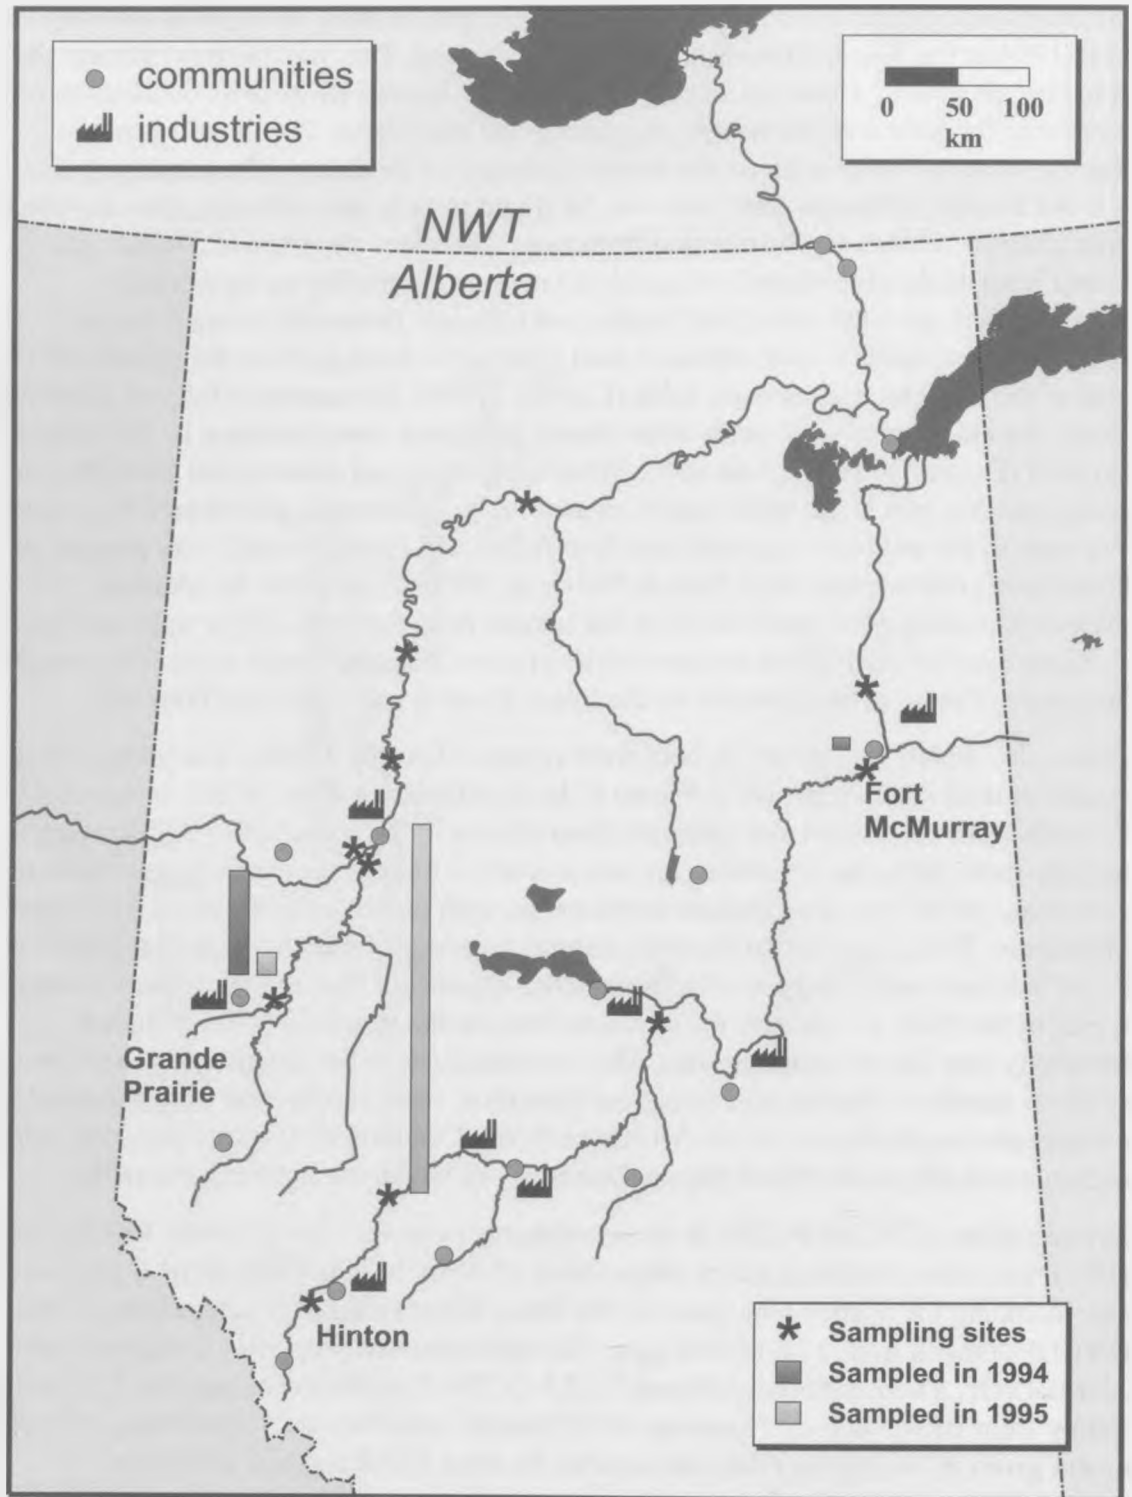 communities
industries
0 50 100
km
NWT
Alberta
Fort
McMurray
Grande
Prairie
Hinton
Sampling sites
Sampled in 1994
Sampled in 1995